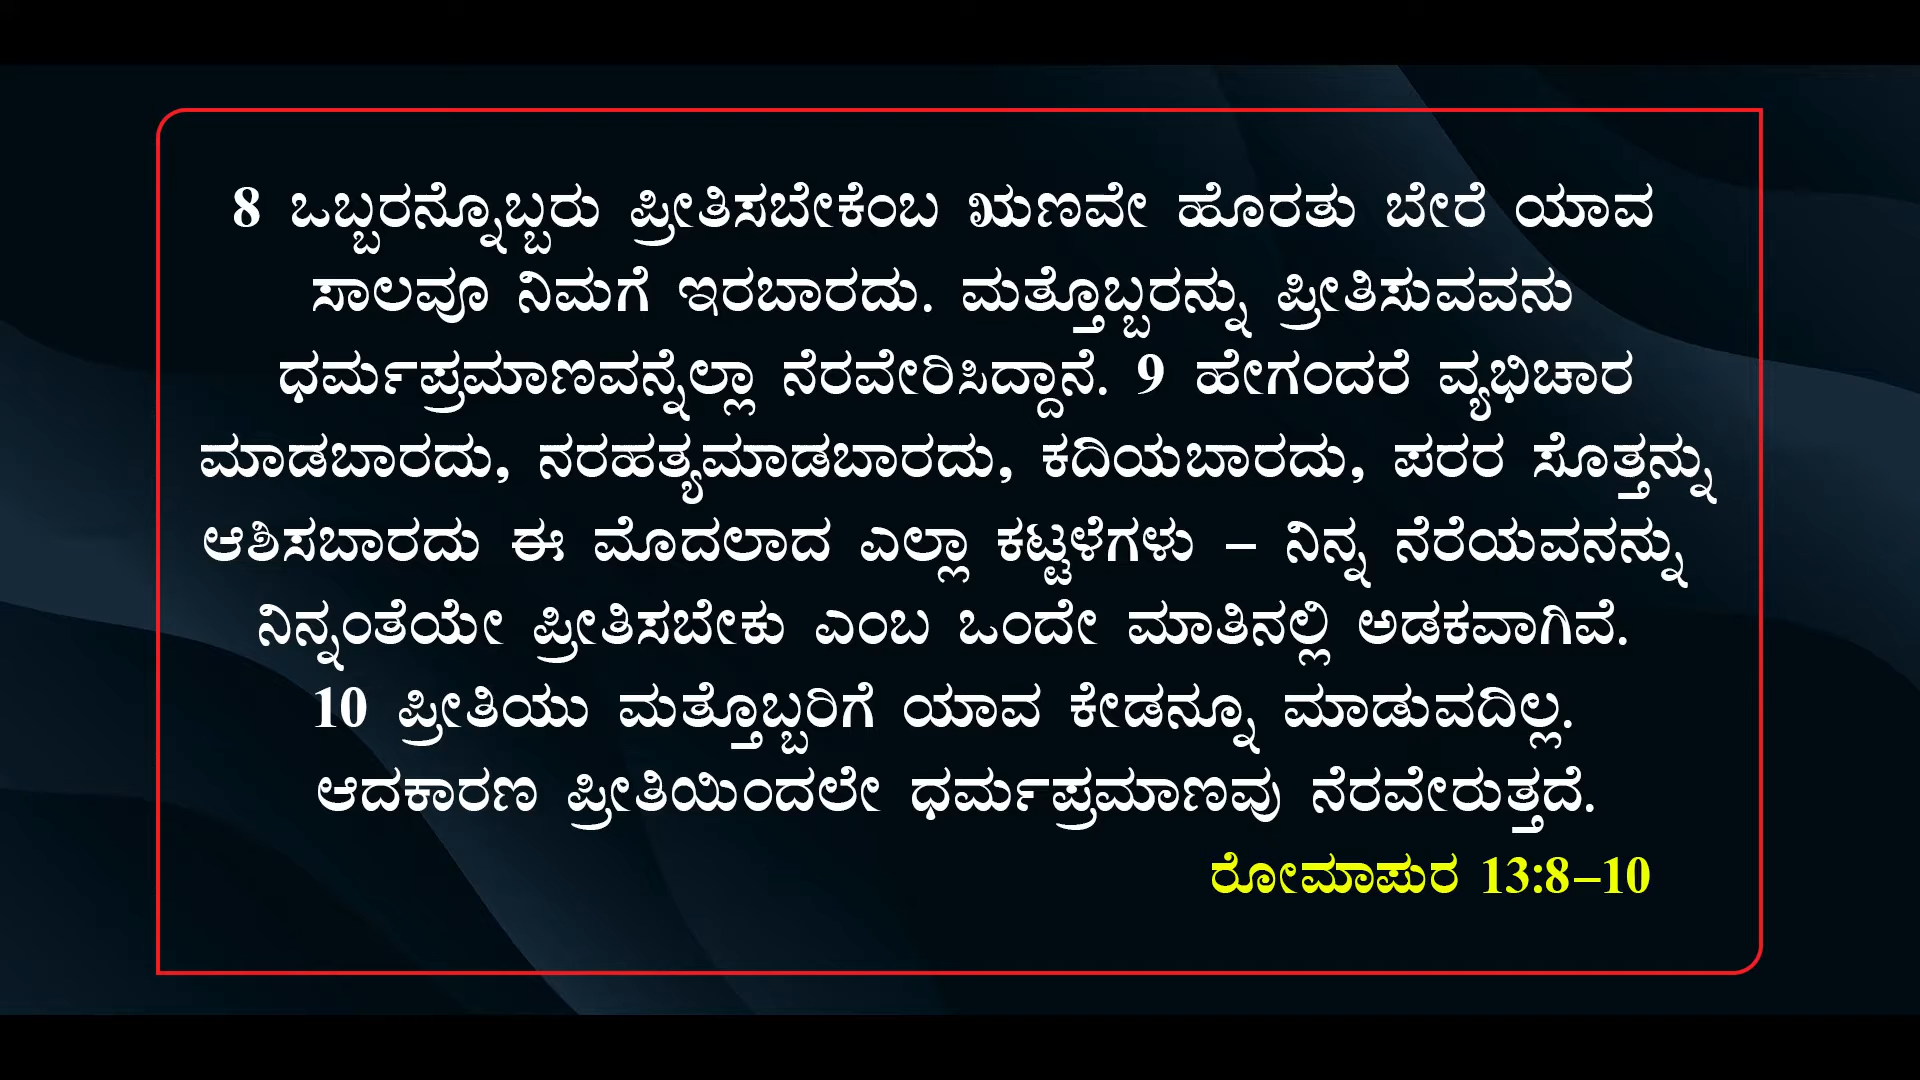 8 ಒಬ್ಬರನ್ನೊಬ್ಬರು ಪ್ರೀತಿಸಬೇಕೆಂಬ ಋಣವೇ ಹೊರತು ಬೇರೆ ಯಾವ
ಸಾಲವೂ ನಿಮಗೆ ಇರಬಾರದು. ಮತ್ತೊಬ್ಬರನ್ನು ಪ್ರೀತಿಸುವವನು
ಧರ್ಮಪ್ರಮಾಣವನ್ನೆಲ್ಲಾ ನೆರವೇರಿಸಿದ್ದಾನೆ. 9 ಹೇಗಂದರೆ ವ್ಯಭಿಚಾರ
ಮಾಡಬಾರದು, ನರಹತ್ಯಮಾಡಬಾರದು, ಕದಿಯಬಾರದು, ಪರರ ಸೊತ್ತನ್ನು
ಆಶಿಸಬಾರದು ಈ ಮೊದಲಾದ ಎಲ್ಲಾ ಕಟ್ಟಳೆಗಳು – ನಿನ್ನ ನೆರೆಯವನನ್ನು
ನಿನ್ನಂತೆಯೇ ಪ್ರೀತಿಸಬೇಕು ಎಂಬ ಒಂದೇ ಮಾತಿನಲ್ಲಿ ಅಡಕವಾಗಿವೆ.
10 ಪ್ರೀತಿಯು ಮತ್ತೊಬ್ಬರಿಗೆ ಯಾವ ಕೇಡನ್ನೂ ಮಾಡುವದಿಲ್ಲ.
ಆದಕಾರಣ ಪ್ರೀತಿಯಿಂದಲೇ ಧರ್ಮಪ್ರಮಾಣವು ನೆರವೇರುತ್ತದೆ.
ರೋಮಾಪುರ 13:8–10